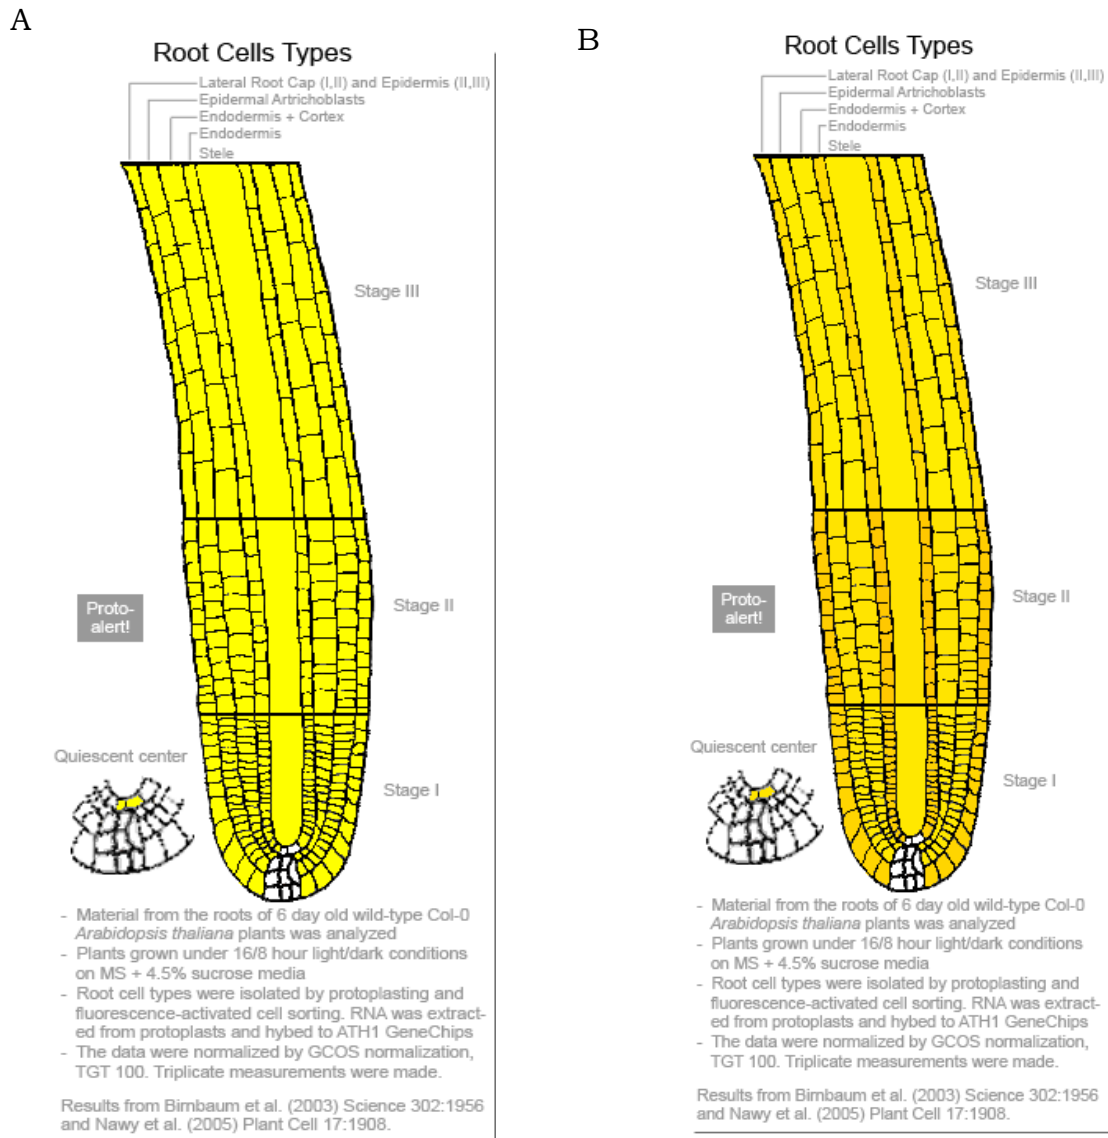 A
Root Cells Types
Lateral Root Cap (I,II) and Epidermis (II,III)
Epidermal Artrichoblasts
Endodermis + Cortex
Endodermis
Stele
Stage III
Stage II
Proto-
alert!
Quiescent center
Stage I
- Material from the roots of 6 day old wild-type Col-0
Arabidopsis thaliana plants was analyzed
- Plants grown under 16/8 hour light/dark conditions
on MS + 4.5% sucrose media
- Root cell types were isolated by protoplasting and
fluorescence-activated cell sorting. RNA was extract-
ed from protoplasts and hybed to ATH1 GeneChips
- The data were normalized by GCOS normalization,
TGT 100. Triplicate measurements were made.
Results from Birnbaum et al. (2003) Science 302:1956
and Nawy et al. (2005) Plant Cell 17:1908.
B
Root Cells Types
Lateral Root Cap (I,II) and Epidermis (II,III)
Epidermal Artrichoblasts
Endodermis + Cortex
Endodermis
Stele
Stage III
Stage II
Proto-
alert!
Quiescent center
Stage I
- Material from the roots of 6 day old wild-type Col-0
Arabidopsis thaliana plants was analyzed
- Plants grown under 16/8 hour light/dark conditions
on MS + 4.5% sucrose media
- Root cell types were isolated by protoplasting and
fluorescence-activated cell sorting. RNA was extract-
ed from protoplasts and hybed to ATH1 GeneChips
- The data were normalized by GCOS normalization,
TGT 100. Triplicate measurements were made.
Results from Birnbaum et al. (2003) Science 302:1956
and Nawy et al. (2005) Plant Cell 17:1908.